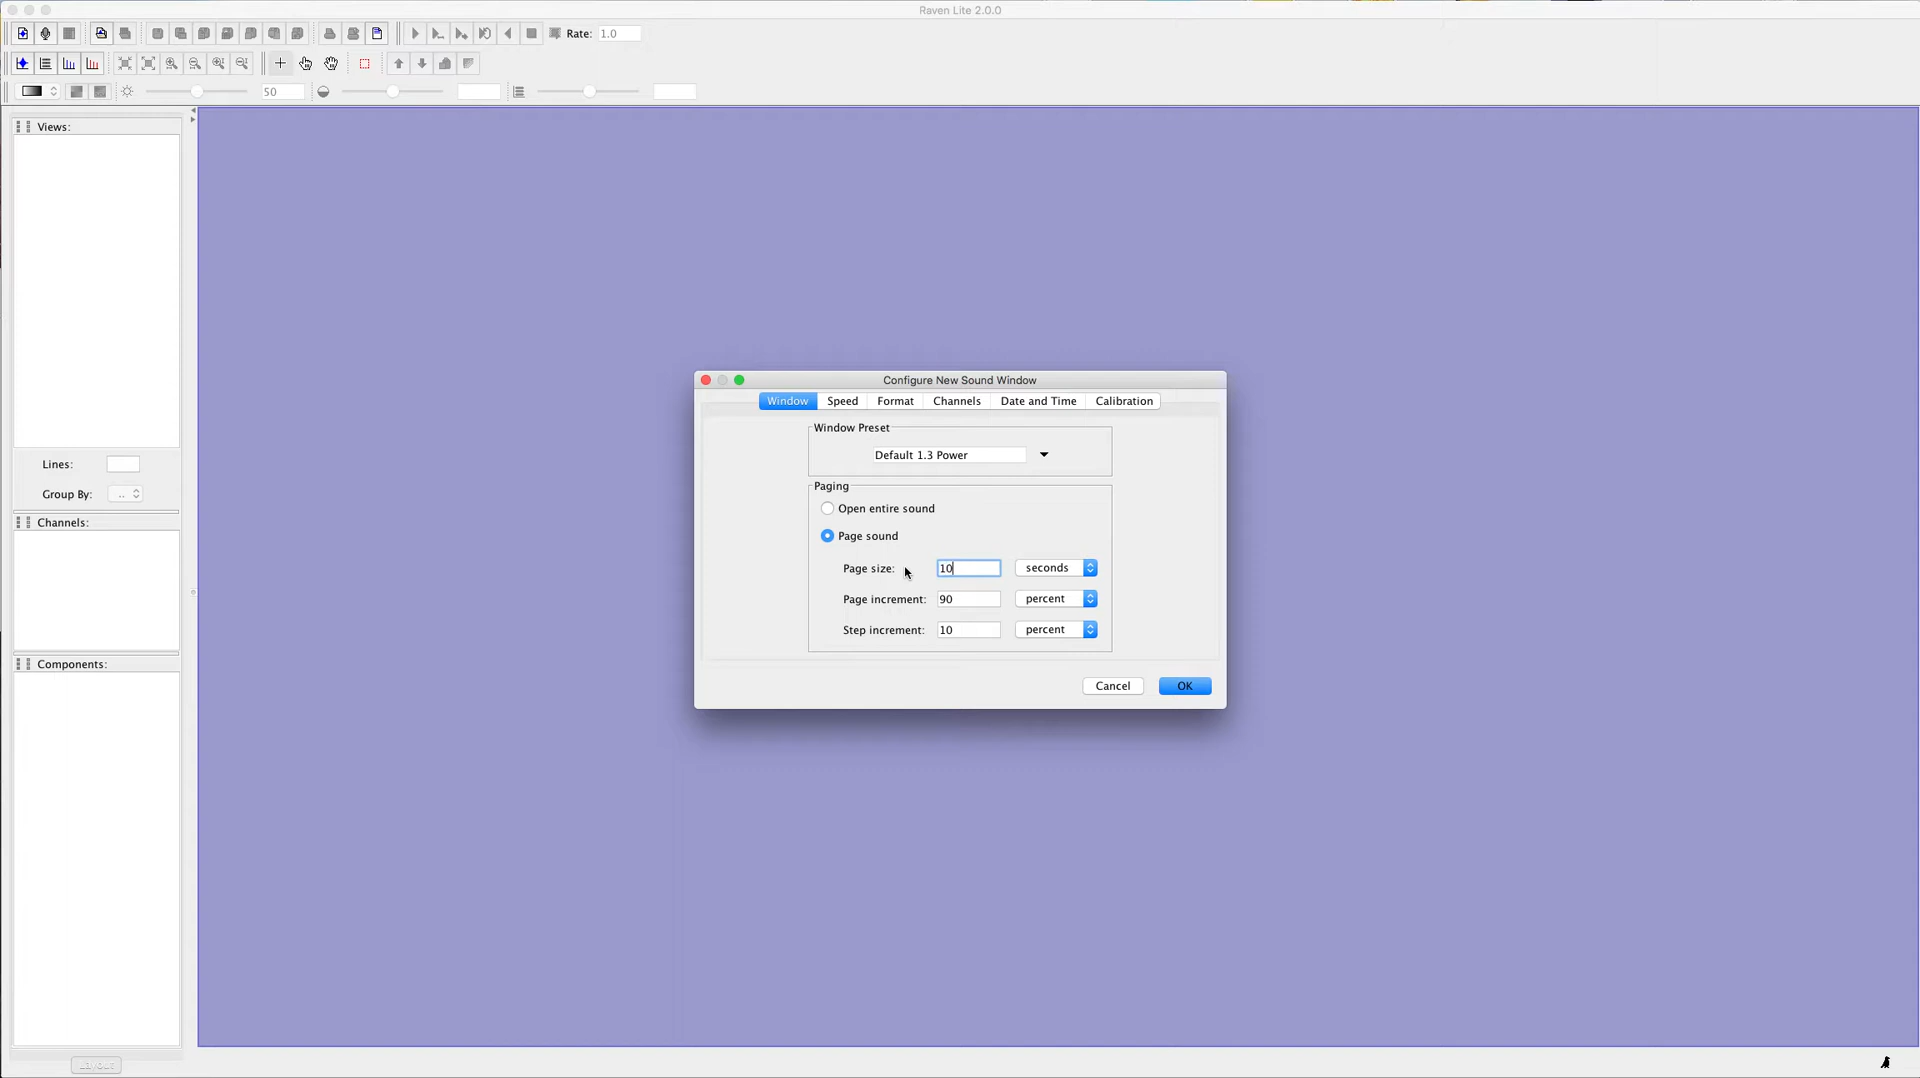 Raven Lite 2.0.0
Rate: 1.0
50
Views:
Lines:
Group By: ..
Channels:
Components:
Layout
Configure New Sound Window
Window Speed Format Channels Date and Time Calibration
Window Preset
Default 1.3 Power
Paging
Open entire sound
Page sound
Page size: 10 seconds
Page increment: 90 percent
Step increment: 10 percent
Cancel OK